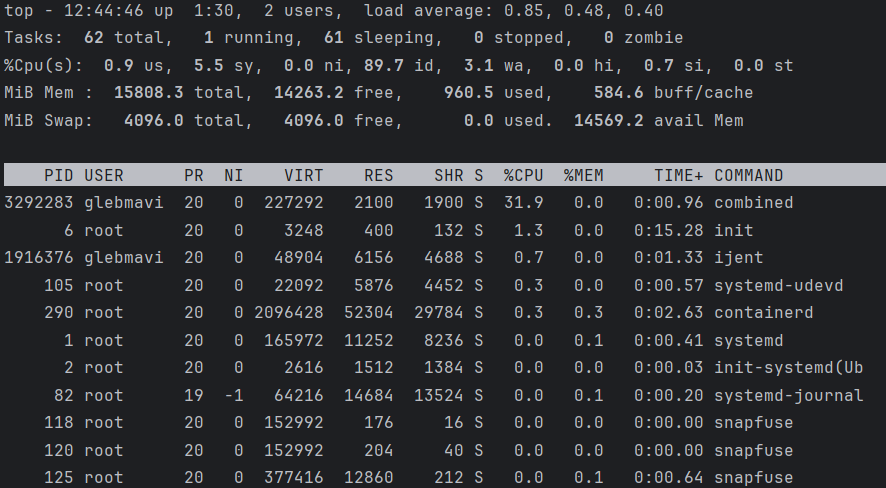 top - 12:44:46 up  1:30,  2 users,  load average: 0.85, 0.48, 0.40
Tasks:  62 total,   1 running,  61 sleeping,   0 stopped,   0 zombie
%Cpu(s):  0.9 us,  5.5 sy,  0.0 ni, 89.7 id,  3.1 wa,  0.0 hi,  0.7 si,  0.0 st
MiB Mem :  15808.3 total,  14263.2 free,    960.5 used,    584.6 buff/cache
MiB Swap:   4096.0 total,   4096.0 free,      0.0 used.  14569.2 avail Mem
    PID USER      PR  NI    VIRT    RES    SHR S  %CPU  %MEM     TIME+ COMMAND
3292283 glebmavi  20   0  227292   2100   1900 S  31.9   0.0   0:00.96 combined
      6 root      20   0    3248    400    132 S   1.3   0.0   0:15.28 init
1916376 glebmavi  20   0   48904   6156   4688 S   0.7   0.0   0:01.33 ijent
    105 root      20   0   22092   5876   4452 S   0.3   0.0   0:00.57 systemd-udevd
    290 root      20   0 2096428  52304  29784 S   0.3   0.3   0:02.63 containerd
      1 root      20   0  165972  11252   8236 S   0.0   0.1   0:00.41 systemd
      2 root      20   0    2616   1512   1384 S   0.0   0.0   0:00.03 init-systemd(Ub
     82 root      19  -1   64216  14684  13524 S   0.0   0.1   0:00.20 systemd-journal
    118 root      20   0  152992    176     16 S   0.0   0.0   0:00.00 snapfuse
    120 root      20   0  152992    204     40 S   0.0   0.0   0:00.00 snapfuse
    125 root      20   0  377416  12860    212 S   0.0   0.1   0:00.64 snapfuse